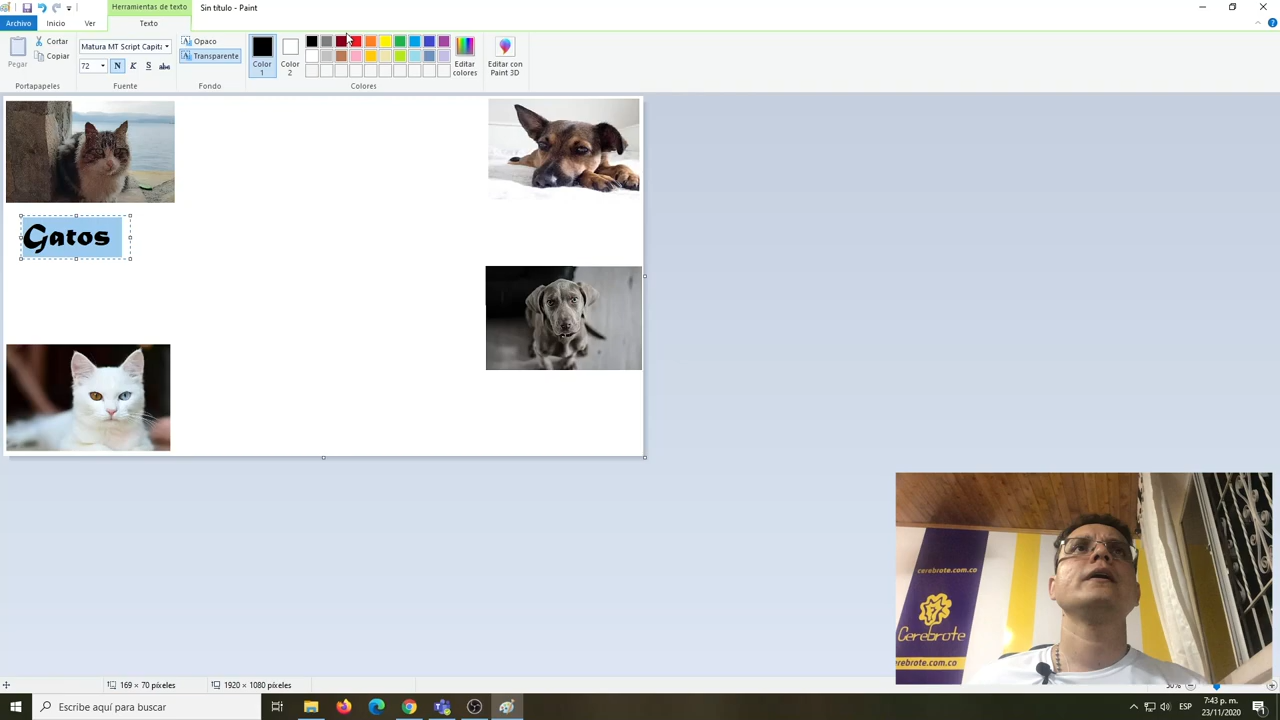 Herramientas de texto
Sin título - Paint
Archivo
Inicio
Ver
Texto
Pegar
Cortar
Copiar
Portapapeles
Matura MT Script Capit
72
N
K
S
abc
Fuente
Opaco
Transparente
Fondo
Color
1
Color
2
Colores
Editar
colores
Editar con
Paint 3D
Gatos
cerebrote.com.co
Cerebrote
erebrote.com.co
169 × 70 píxeles
1920 × 1080 píxeles
50%
Escribe aquí para buscar
ESP
7:43 p. m.
23/11/2020
1